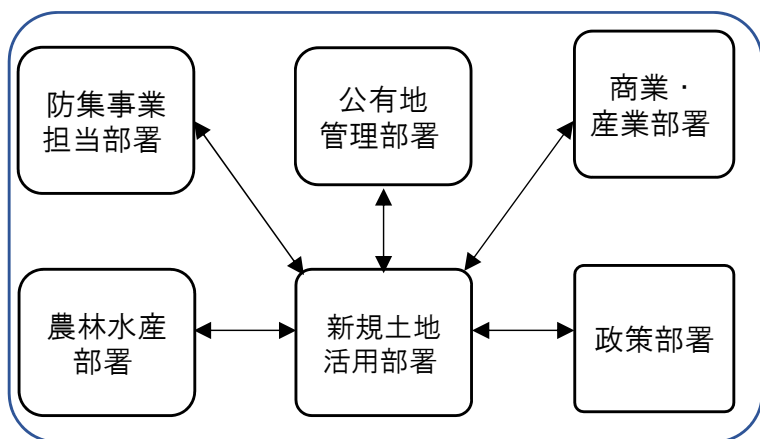 防集事業
担当部署
公有地
管理部署
商業・
産業部署
農林水産
部署
新規土地
活用部署
政策部署